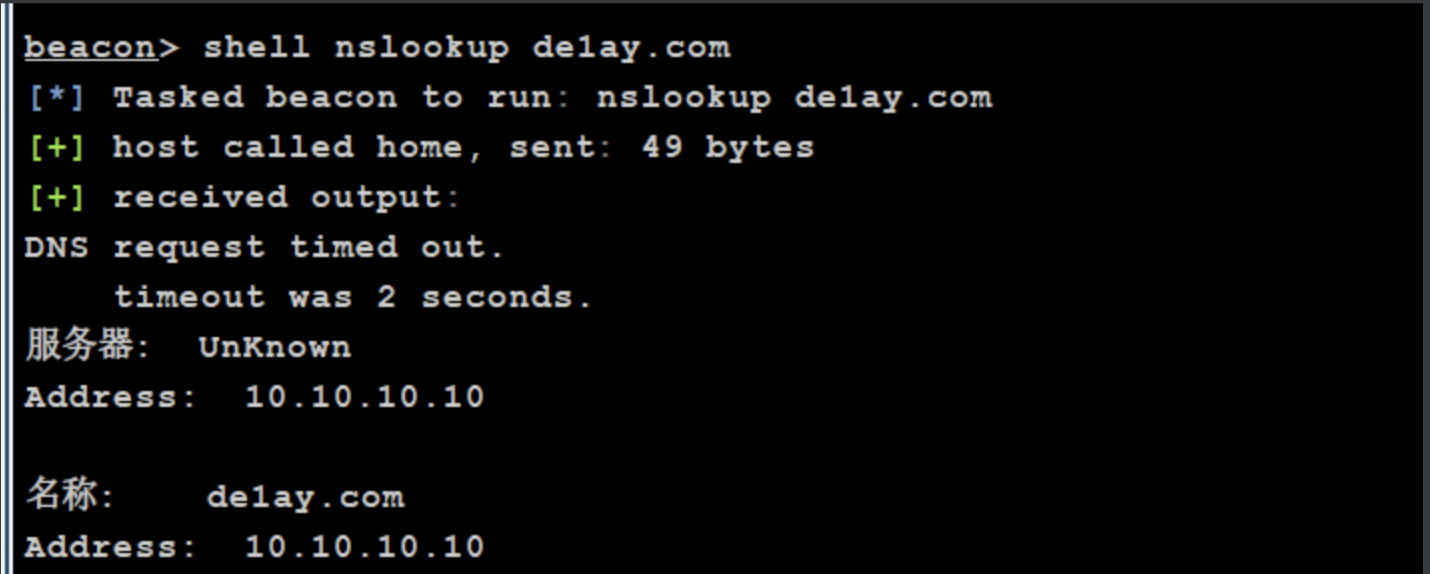 beacon> shell nslookup de1ay.com
[*] Tasked beacon to run: nslookup de1ay.com
[+] host called home, sent: 49 bytes
[+] received output:
DNS request timed out.
    timeout was 2 seconds.
服务器:  UnKnown
Address:  10.10.10.10

名称:    de1ay.com
Address:  10.10.10.10